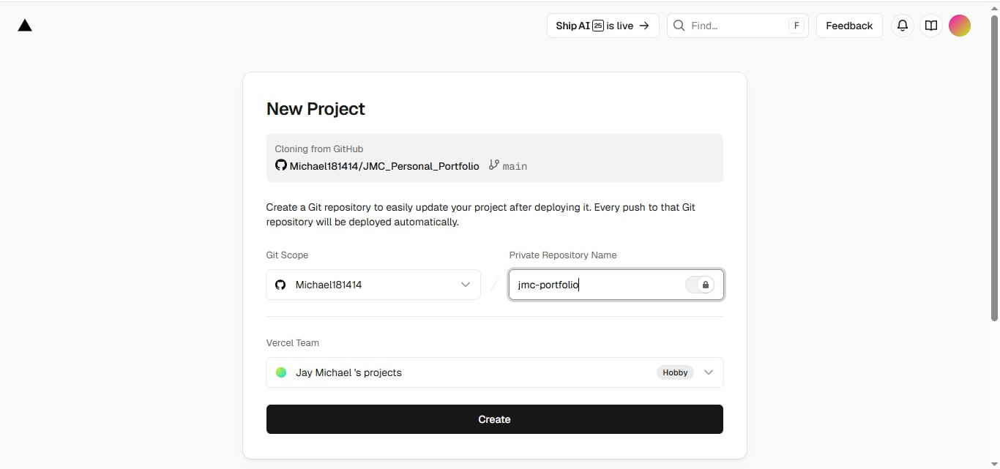 Ship AI 25 is live →
Find...
F
Feedback
New Project
Cloning from GitHub
Michael181414/JMC_Personal_Portfolio main
Create a Git repository to easily update your project after deploying it. Every push to that Git
repository will be deployed automatically.
Git Scope
Private Repository Name
Michael181414
jmc-portfolio
Vercel Team
Jay Michael 's projects
Hobby
Create